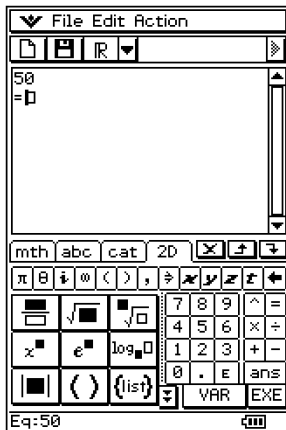 File Edit Action
R
50
=
mth abc cat 2D
π θ i ∞ ( ) , ⇒ x y z t ←
7 8 9 ^ =
4 5 6 × ÷
x e log 1 2 3 + -
0 . E ans
( ) {list} VAR EXE
Eq:50